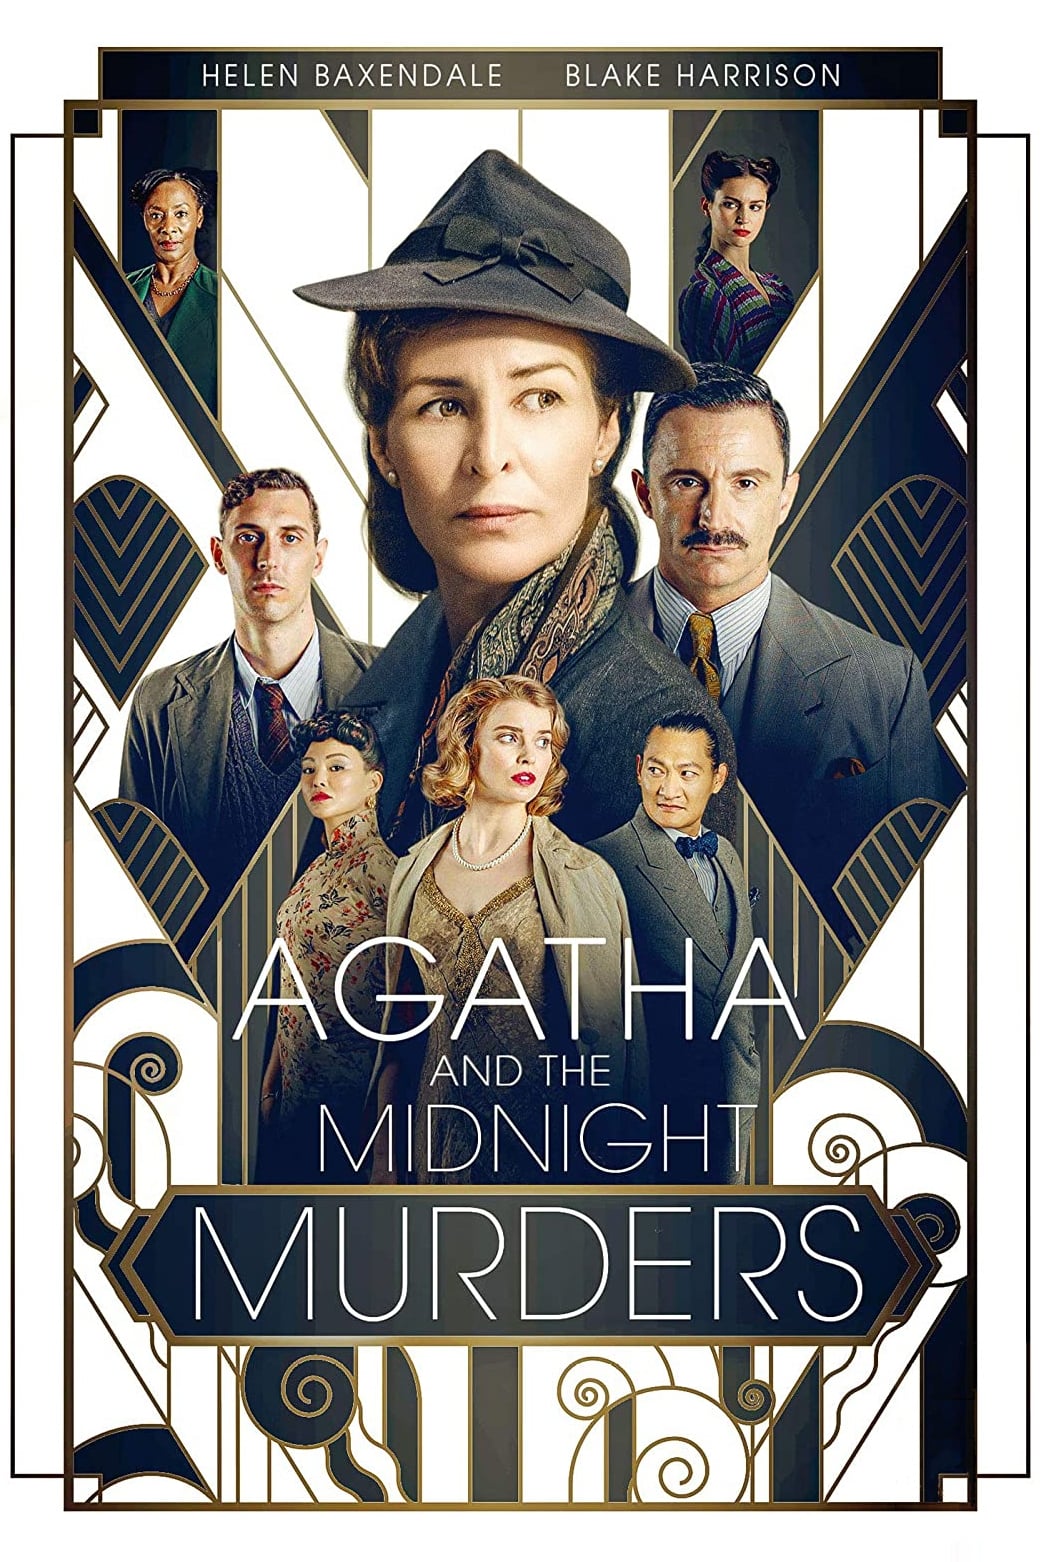 HELEN BAXENDALE BLAKE HARRISON
AGATHA
AND THE
MIDNIGHT
MURDERS